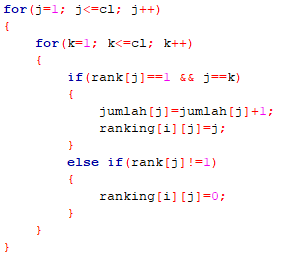 for(j=1; j<=cl; j++)
{
for(k=1; k<=cl; k++)
{
if(rank[j]==1 && j==k)
{
jumlah[j]=jumlah[j]+1;
ranking[i][j]=j;
}
else if(rank[j]!=1)
{
ranking[i][j]=0;
}
}
}